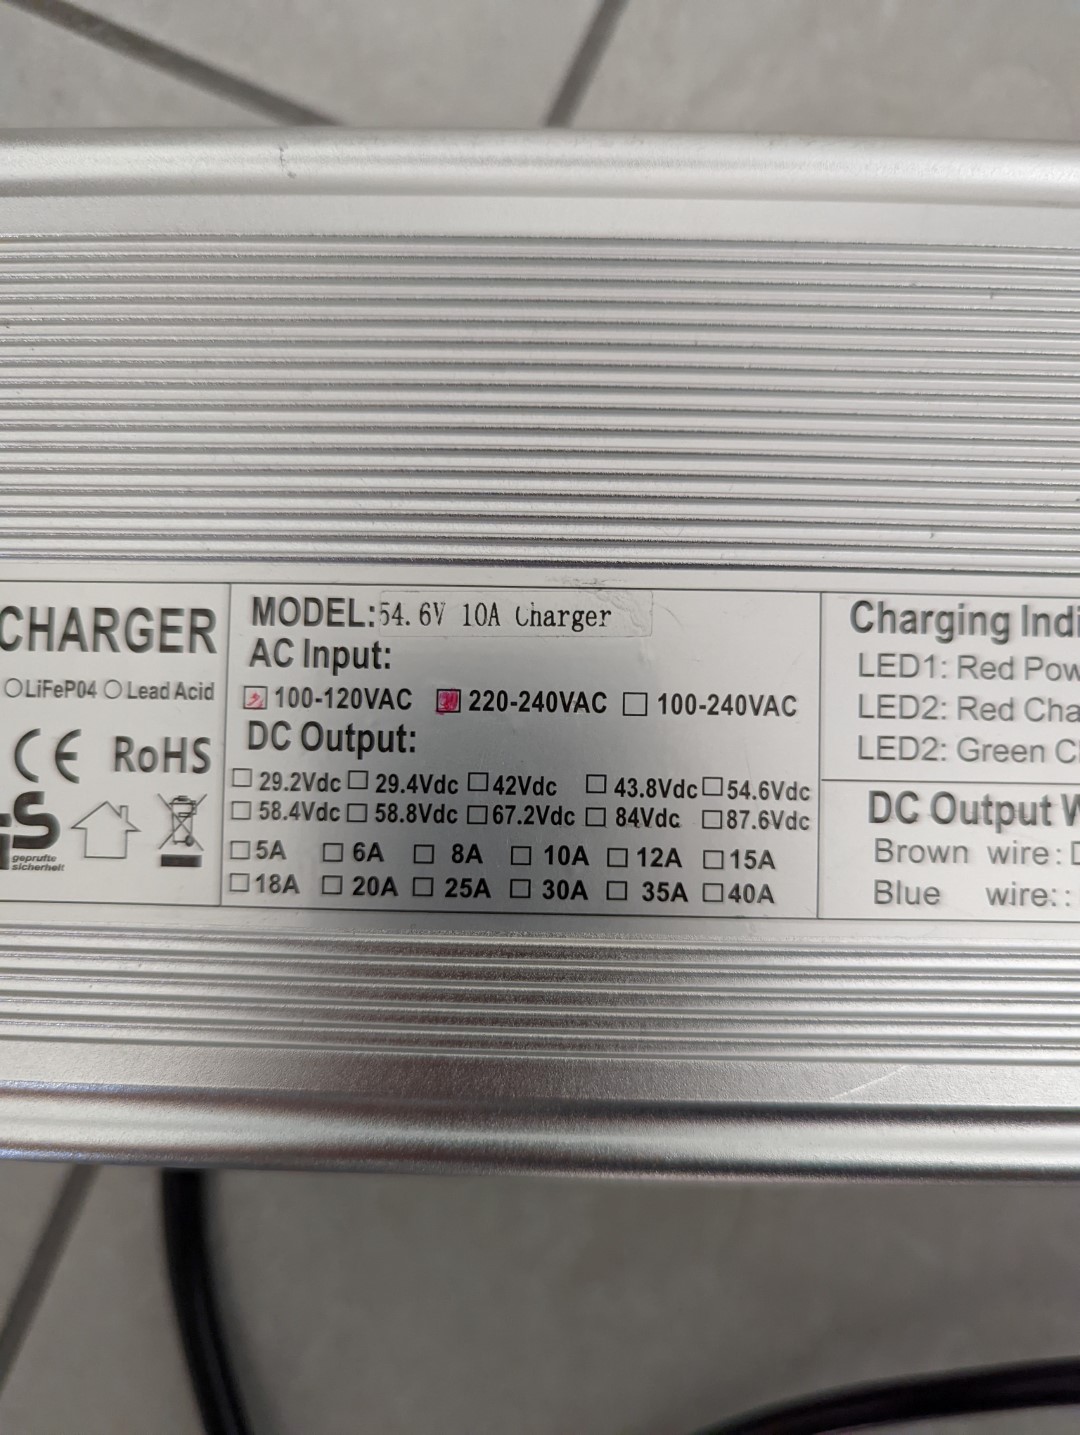 CHARGER
○LiFeP04 ○Lead Acid
CE RoHS
GS
geprufte
sicherheit
MODEL:54.6V 10A Charger
AC Input:
100-120VAC 220-240VAC □ 100-240VAC
DC Output:
□ 29.2Vdc □ 29.4Vdc □ 42Vdc □ 43.8Vdc □ 54.6Vdc
□ 58.4Vdc □ 58.8Vdc □ 67.2Vdc □ 84Vdc □ 87.6Vdc
□ 5A □ 6A □ 8A □ 10A □ 12A □ 15A
□ 18A □ 20A □ 25A □ 30A □ 35A □ 40A
Charging Indi
LED1: Red Pow
LED2: Red Cha
LED2: Green C
DC Output W
Brown wire:
Blue wire::